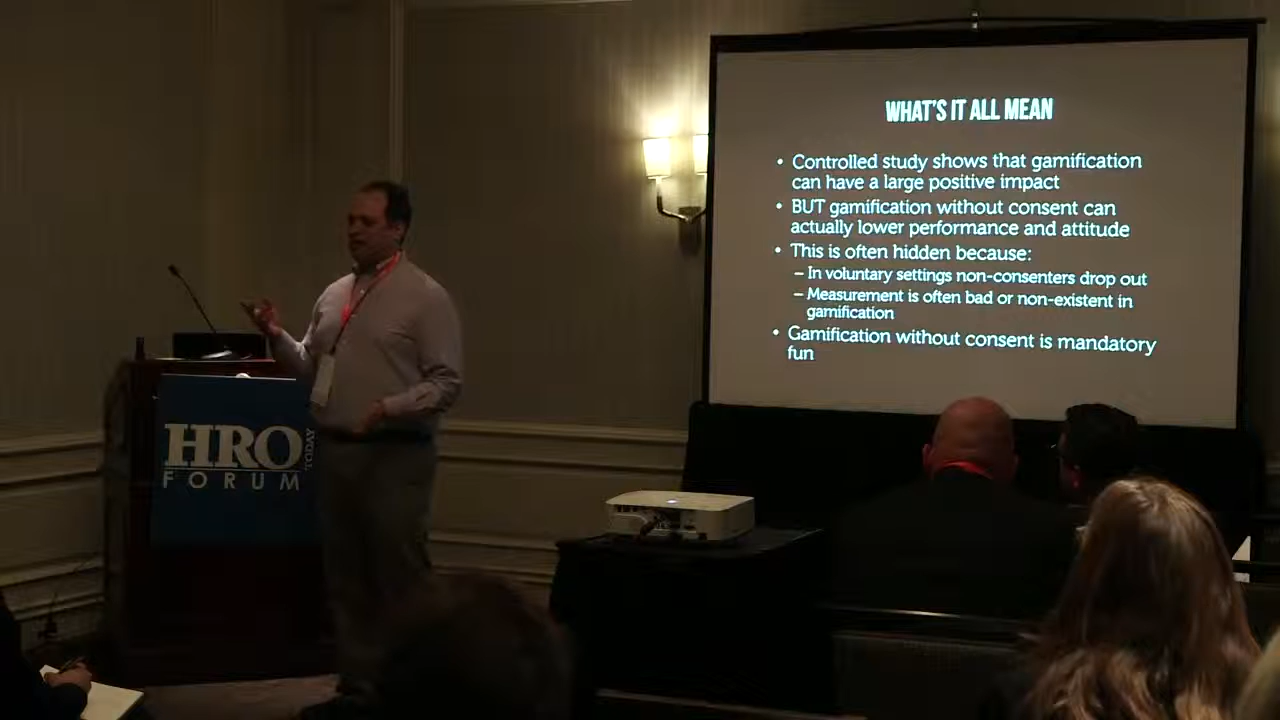 WHAT'S IT ALL MEAN
• Controlled study shows that gamification
can have a large positive impact
• BUT gamification without consent can
actually lower performance and attitude
• This is often hidden because:
– In voluntary settings non-consenters drop out
– Measurement is often bad or non-existent in
gamification
• Gamification without consent is mandatory
fun
HRO TODAY
FORUM